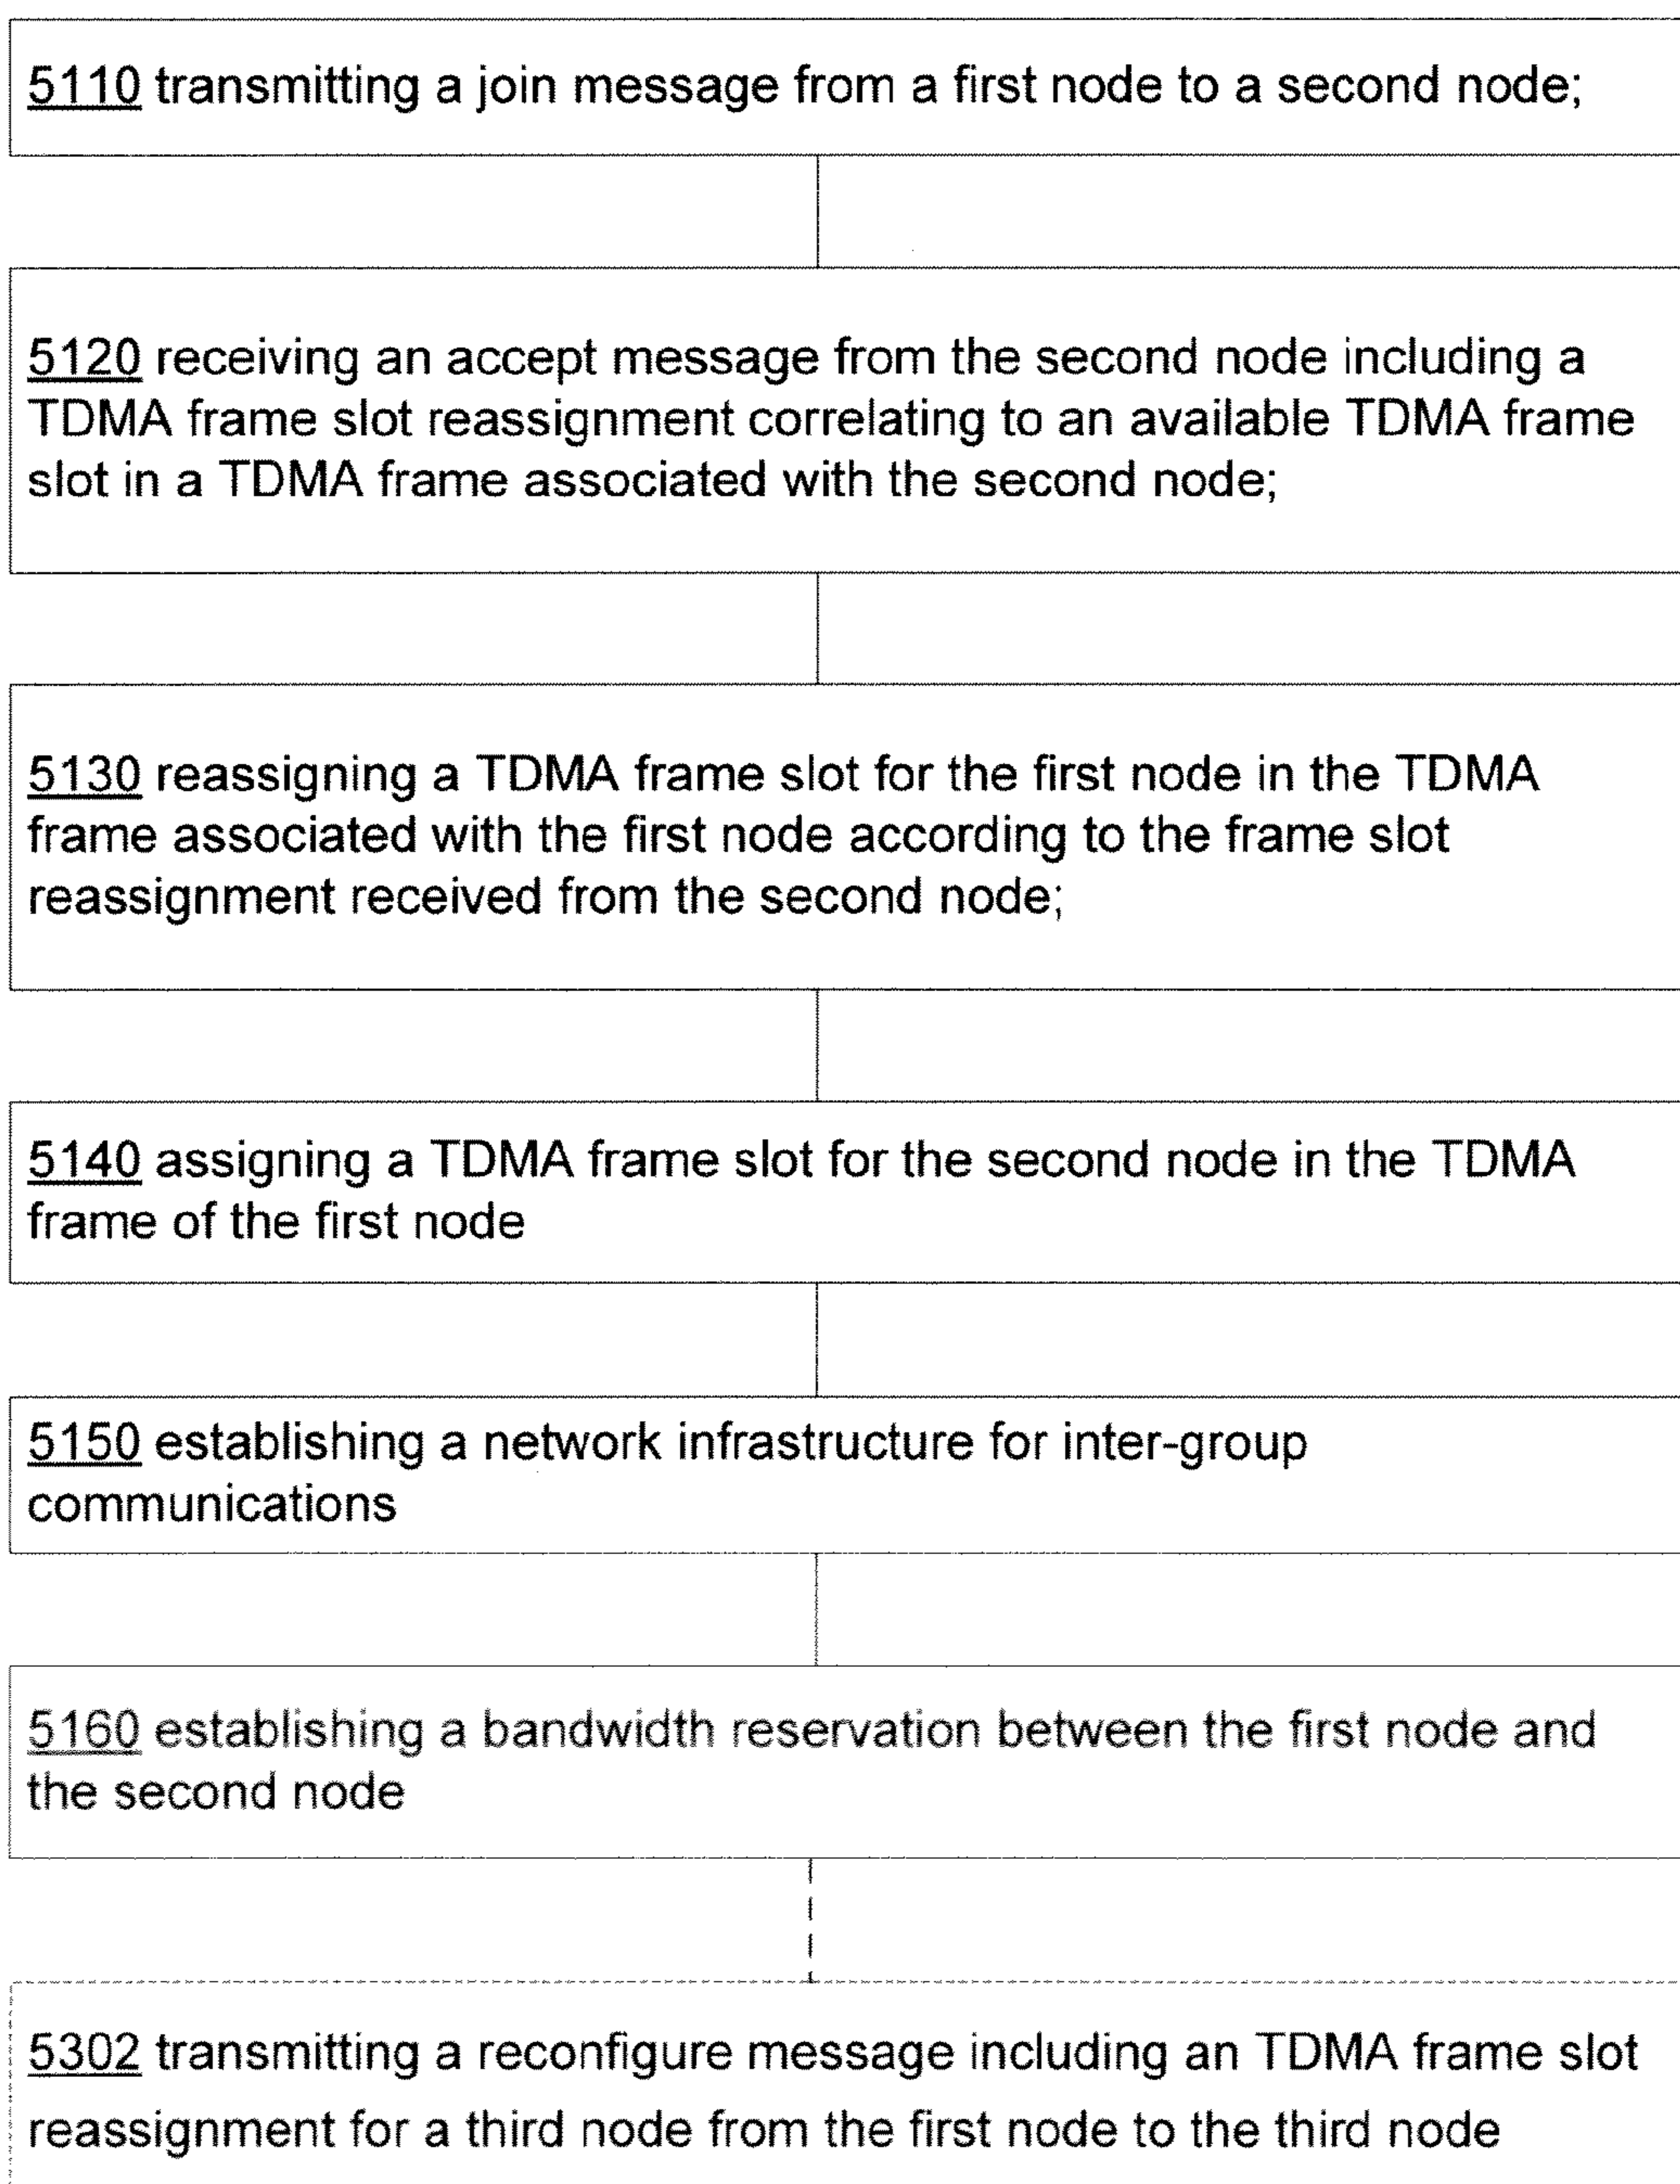 5110 transmitting a join message from a first node to a second node;
5120 receiving an accept message from the second node including a
TDMA frame slot reassignment correlating to an available TDMA frame
slot in a TDMA frame associated with the second node;
5130 reassigning a TDMA frame slot for the first node in the TDMA
frame associated with the first node according to the frame slot
reassignment received from the second node;
5140 assigning a TDMA frame slot for the second node in the TDMA
frame of the first node
5150 establishing a network infrastructure for inter-group
communications
5160 establishing a bandwidth reservation between the first node and
the second node
5302 transmitting a reconfigure message including an TDMA frame slot
reassignment for a third node from the first node to the third node